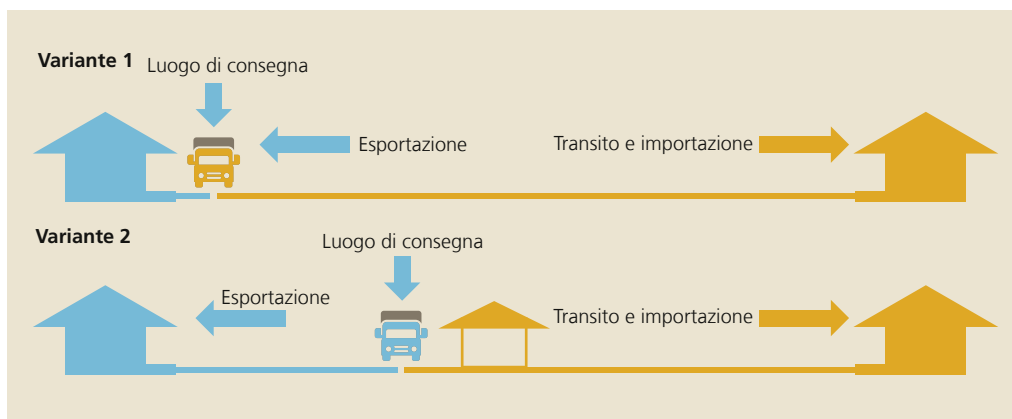 Variante 1
Luogo di consegna
Esportazione
Transito e importazione
Variante 2
Luogo di consegna
Esportazione
Transito e importazione